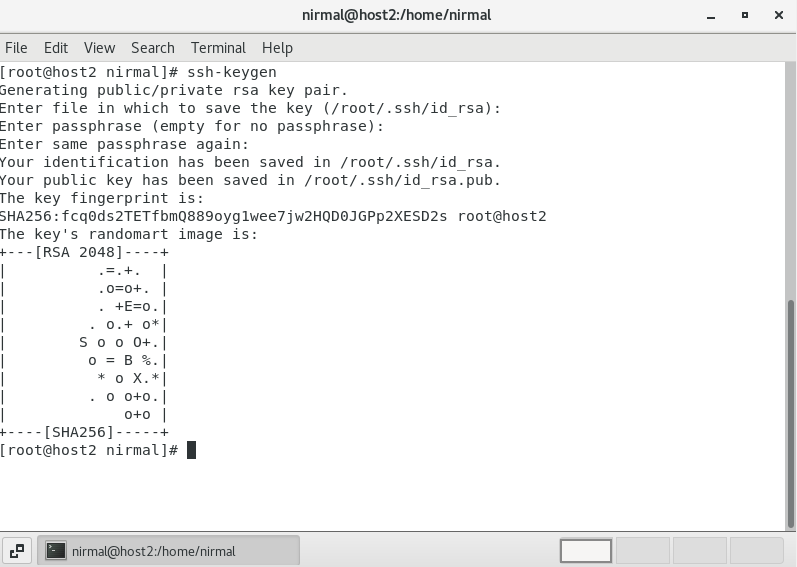 nirmal@host2:/home/nirmal
File Edit View Search Terminal Help
[root@host2 nirmal]# ssh-keygen
Generating public/private rsa key pair.
Enter file in which to save the key (/root/.ssh/id_rsa):
Enter passphrase (empty for no passphrase):
Enter same passphrase again:
Your identification has been saved in /root/.ssh/id_rsa.
Your public key has been saved in /root/.ssh/id_rsa.pub.
The key fingerprint is:
SHA256:fcq0ds2TETfbmQ889oyg1wee7jw2HQD0JGPp2XESD2s root@host2
The key's randomart image is:
+---[RSA 2048]----+
|          .=.+.  |
|          .o=o+. |
|          . +E=o.|
|         . o.+ o*|
|        S o o O+.|
|         o = B %.|
|          * o X.*|
|         . o o+o.|
|             o+o |
+----[SHA256]-----+
[root@host2 nirmal]#
nirmal@host2:/home/nirmal